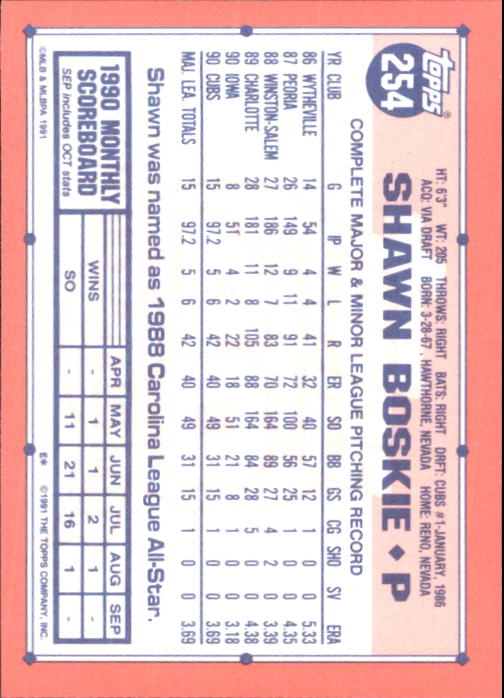 topps®
254
SHAWN BOSKIE ◆ P
HT: 6'3" WT: 205 THROWS: RIGHT BATS: RIGHT DRFT: CUBS #1-JANUARY, 1986
ACQ: VIA DRAFT BORN: 3-28-67, HAWTHORNE, NEVADA HOME: RENO, NEVADA
COMPLETE MAJOR & MINOR LEAGUE PITCHING RECORD
YR CLUB G IP W L R ER SO BB GS CG SHO SV ERA
86 WYTHEVILLE 14 54 4 4 41 32 40 57 12 1 0 0 5.33
87 PEORIA 26 149 9 11 91 72 100 56 25 1 0 0 4.35
88 WINSTON-SALEM 27 186 12 7 83 70 164 89 27 4 2 0 3.39
89 CHARLOTTE 28 181 11 8 105 88 164 84 28 5 0 0 4.38
90 IOWA 8 51 4 2 22 18 51 21 8 1 0 0 3.18
90 CUBS 15 97.2 5 6 42 40 49 31 15 1 0 0 3.69
MAJ. LEA. TOTALS 15 97.2 5 6 42 40 49 31 15 1 0 0 3.69
Shawn was named as 1988 Carolina League All-Star.
1990 MONTHLY
SCOREBOARD
SEP includes OCT stats
APR MAY JUN JUL AUG SEP
WINS - 1 1 2 1 -
SO - 11 21 16 1 -
©MLB & MLBPA 1991 E* ©1991 THE TOPPS COMPANY, INC.